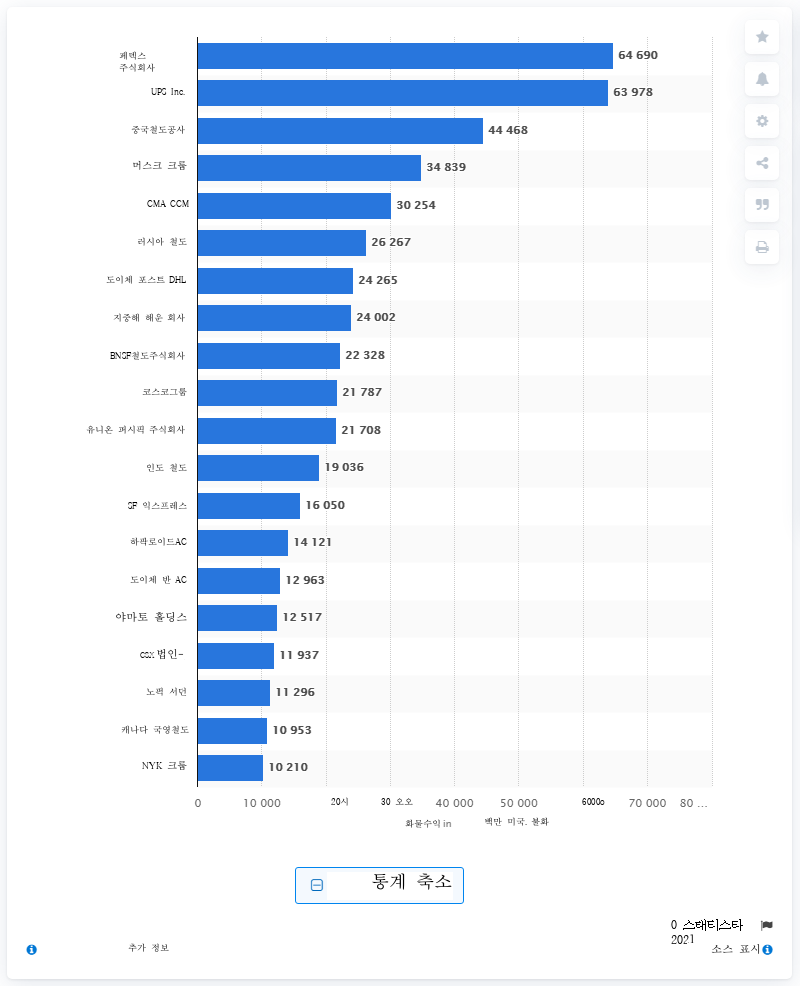 페덱스
주식회사
64 690
UPS Inc.
63 978
중국철도공사
44 468
머스크 크룹
34 839
CMA CCM
30 254
러시아 철도
26 267
도이체 포스트 DHL
24 265
지중해 해운 회사
24 002
BNSF철도주식회사
22 328
코스코그룹
21 787
유니온 퍼시픽 주식회사
21 708
인도 철도
19 036
SF 익스프레스
16 050
하팍로이드AC
14 121
도이체 반 AC
12 963
야마토 홀딩스
12 517
csx 법인-
11 937
노퍽 서던
11 296
캐나다 국영철도
10 953
NYK 크룹
10 210
0 10 000 20시 30 오오 40 000 50 000 6000o 70 000 80 ...
화물수익 in 백만 미국. 불화
통계 축소
0 스태티스타
2021
추가 정보
소스 표시